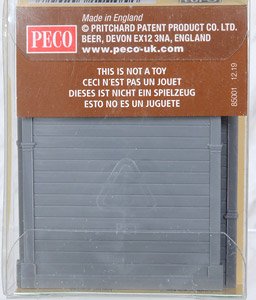 Made in England
PECO
© PRITCHARD PATENT PRODUCT CO. LTD.
BEER, DEVON EX12 3NA, ENGLAND
www.peco-uk.com
THIS IS NOT A TOY
CECI N'EST PAS UN JOUET
DIESES IST NICHT EIN SPIELZEUG
ESTO NO ES UN JUGUETE
85001 12.19